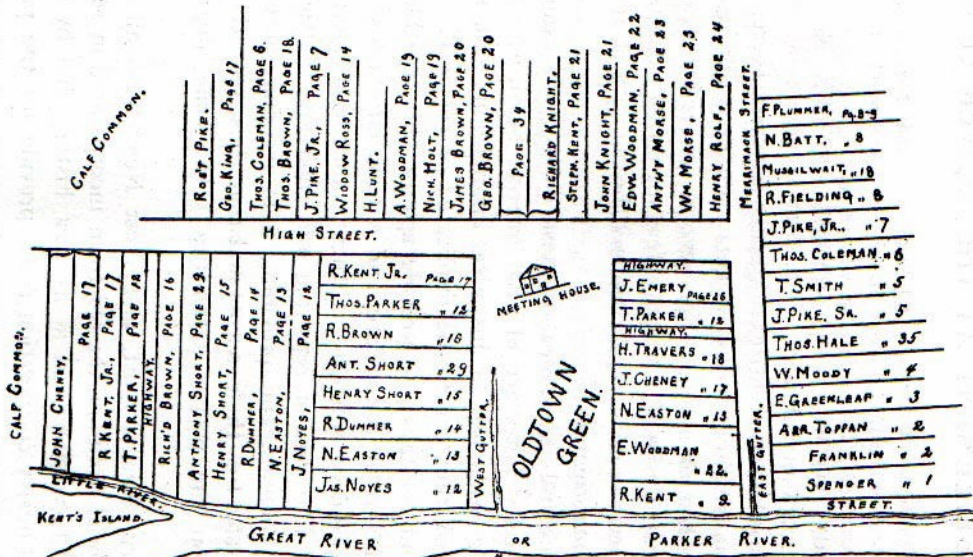 CALF COMMON.
ROB'T PIKE.
GEO. KING, PAGE 17
THOS. COLEMAN, PAGE 6.
THOS. BROWN, PAGE 18.
J. PIKE, JR., PAGE 7
WIDDOW ROSS, PAGE 14
H. LUNT.
A. WOODMAN, PAGE 19
NICH. HOLT, PAGE 19
JAMES BROWN, PAGE 20
GEO. BROWN, PAGE 20
PAGE 34
RICHARD KNIGHT.
STEPH. KENT, PAGE 21
JOHN KNIGHT, PAGE 21
EDW. WOODMAN, PAGE 22
ANTH'Y MORSE, PAGE 23
WM. MORSE, PAGE 23
HENRY ROLF, PAGE 24
MERRIMACK STREET.
F. PLUMMER, Pg. 8-9
N. BATT. " 8
MUSSILWAIT, " 18
R. FIELDING " 8
J. PIKE, JR., " 7
THOS. COLEMAN " 6
T. SMITH " 5
J. PIKE, SR. " 5
THOS. HALE " 35
W. MOODY " 4
E. GREENLEAF " 3
ABR. TOPPAN " 2
FRANKLIN " 2
SPENCER " 1
STREET.
HIGH STREET.
CALF COMMON.
JOHN CHENEY,
PAGE 17
R KENT. JR., PAGE 17
T. PARKER, PAGE 12
HIGHWAY.
RICH'D BROWN, PAGE 16
ANTHONY SHORT, PAGE 29
HENRY SHORT, PAGE 15
R. DUMMER, PAGE 14
N. EASTON, PAGE 13
J. NOYES, PAGE 12
R. KENT, JR. PAGE 17
THOS. PARKER " 12
R. BROWN " 16
ANT. SHORT " 29
HENRY SHORT " 15
R. DUMMER " 14
N. EASTON " 13
JAS. NOYES " 12
WEST GUTTER.
MEETING HOUSE.
OLDTOWN
GREEN.
HIGHWAY.
J. EMERY PAGE 26
T. PARKER " 12
HIGHWAY.
H. TRAVERS " 18
J. CHENEY " 17
N. EASTON " 13
E. WOODMAN
" 22.
R. KENT " 9.
EAST GUTTER.
LITTLE RIVER.
KENT'S ISLAND.
GREAT RIVER OR PARKER RIVER.